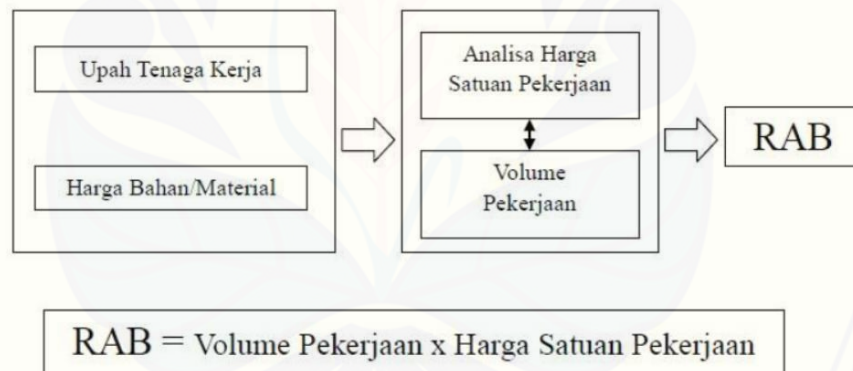 Upah Tenaga Kerja
Harga Bahan/Material
Analisa Harga
Satuan Pekerjaan
Volume
Pekerjaan
RAB
RAB = Volume Pekerjaan x Harga Satuan Pekerjaan